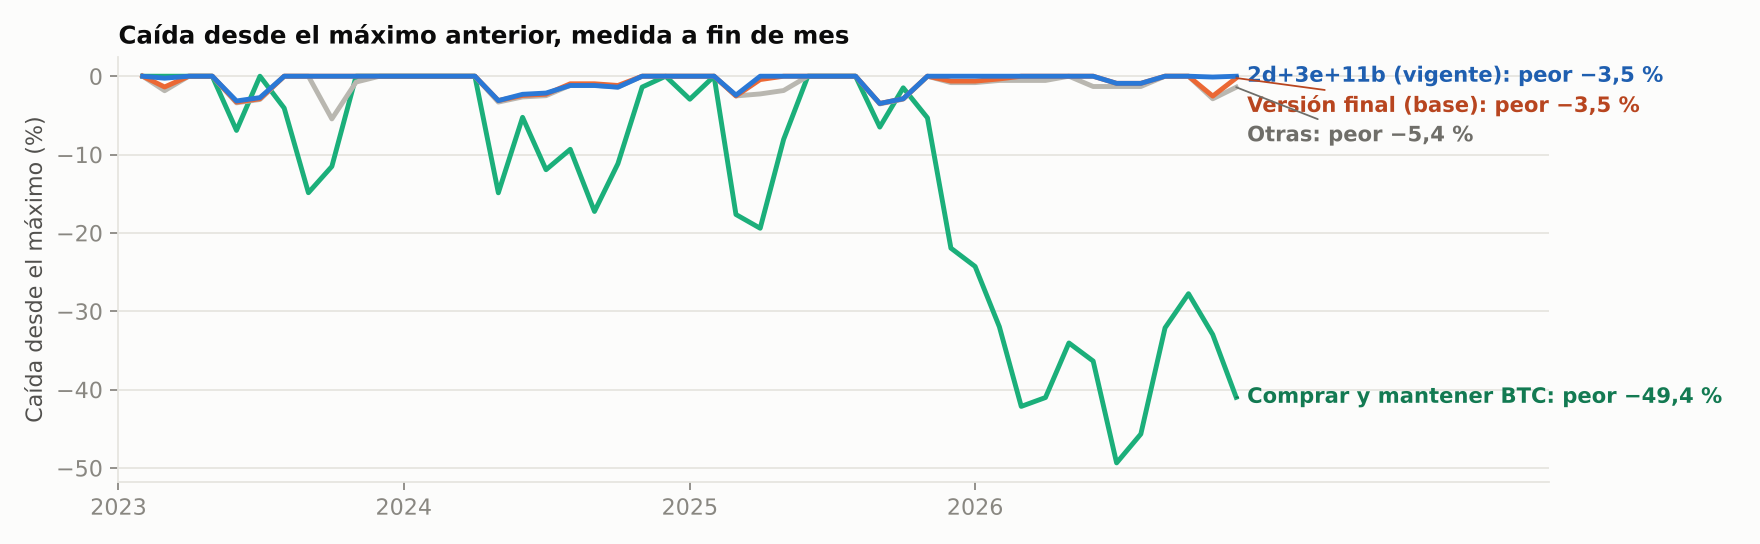 Caída desde el máximo anterior, medida a fin de mes
Caída desde el máximo (%)
0
−10
−20
−30
−40
−50
2023
2024
2025
2026
2d+3e+11b (vigente): peor −3,5 %
Versión final (base): peor −3,5 %
Otras: peor −5,4 %
Comprar y mantener BTC: peor −49,4 %